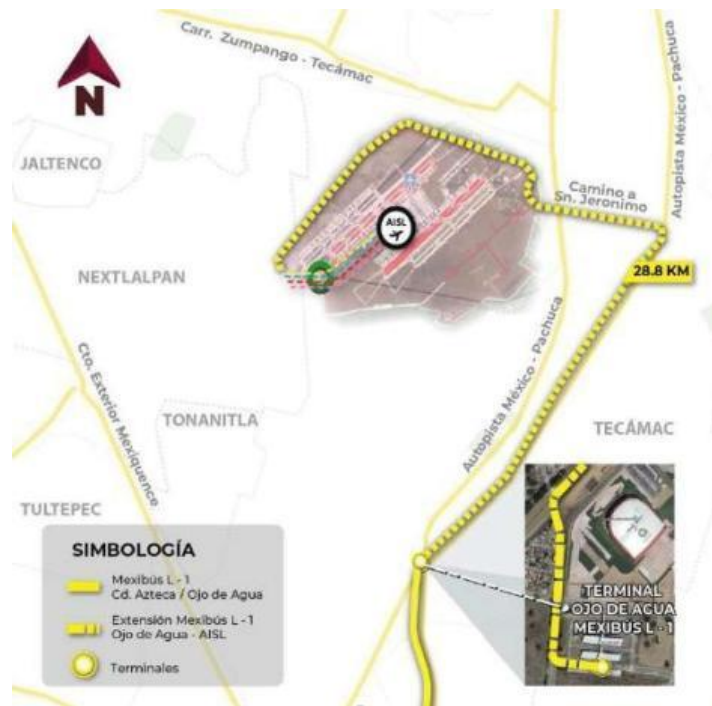 Carr. Zumpango - Tecámac
N
JALTENCO
Autopista México - Pachuca
Camino a
Sn. Jeronimo
AISL
NEXTLALPAN
28.8 KM
Cto. Exterior Mexiquence
Autopista México - Pachuca
TONANITLA
TECÁMAC
TULTEPEC
SIMBOLOGÍA
Mexibús L - 1
Cd. Azteca / Ojo de Agua
Extensión Mexibús L - 1
Ojo de Agua - AISL
Terminales
TERMINAL
OJO DE AGUA
MEXIBÚS L - 1